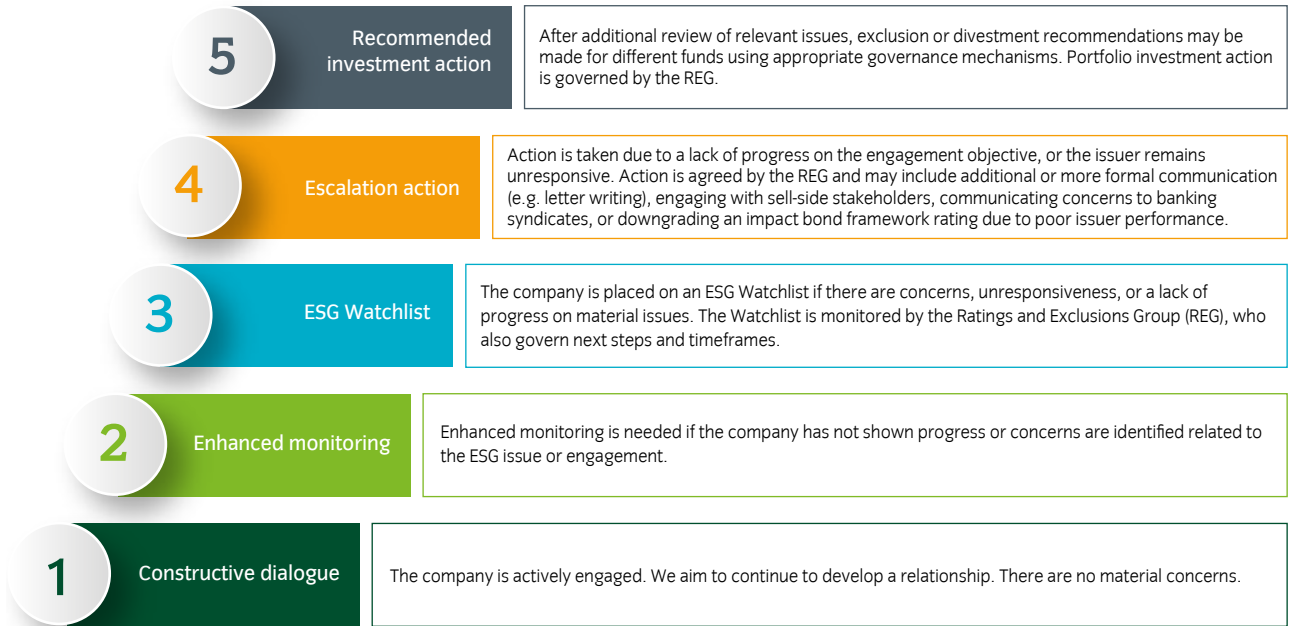 5
Recommended
investment action
After additional review of relevant issues, exclusion or divestment recommendations may be
made for different funds using appropriate governance mechanisms. Portfolio investment action
is governed by the REG.
4
Escalation action
Action is taken due to a lack of progress on the engagement objective, or the issuer remains
unresponsive. Action is agreed by the REG and may include additional or more formal communication
(e.g. letter writing), engaging with sell-side stakeholders, communicating concerns to banking
syndicates, or downgrading an impact bond framework rating due to poor issuer performance.
3
ESG Watchlist
The company is placed on an ESG Watchlist if there are concerns, unresponsiveness, or a lack of
progress on material issues. The Watchlist is monitored by the Ratings and Exclusions Group (REG), who
also govern next steps and timeframes.
2
Enhanced monitoring
Enhanced monitoring is needed if the company has not shown progress or concerns are identified related to
the ESG issue or engagement.
1
Constructive dialogue
The company is actively engaged. We aim to continue to develop a relationship. There are no material concerns.